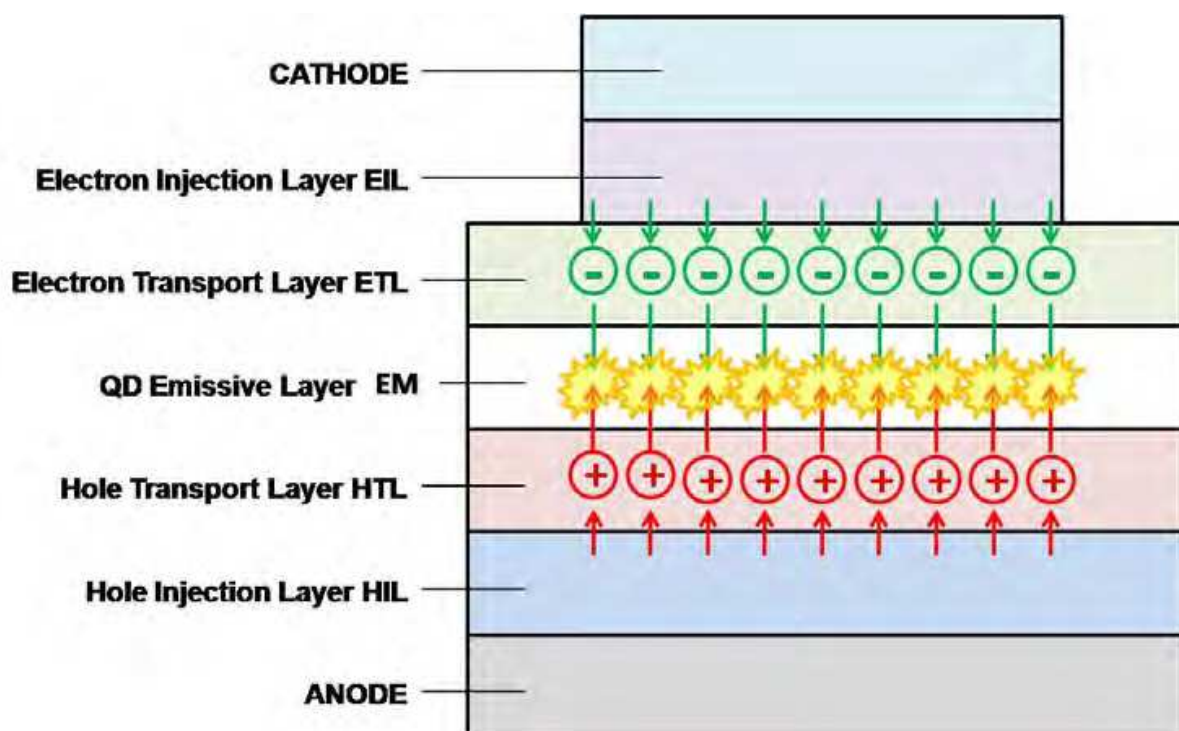 CATHODE
Electron Injection Layer EIL
Electron Transport Layer ETL
QD Emissive Layer EM
Hole Transport Layer HTL
Hole Injection Layer HIL
ANODE